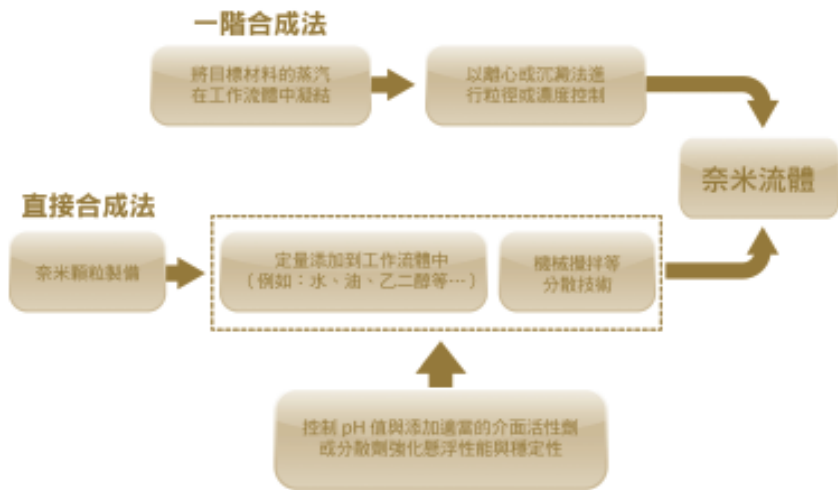 一階合成法
將目標材料的蒸汽
在工作流體中凝結
以離心或沉澱法進
行粒徑或濃度控制
奈米流體
直接合成法
奈米顆粒製備
定量添加到工作流體中
（例如：水、油、乙二醇等…）
機械攪拌等
分散技術
控制 pH 值與添加適當的介面活性劑
或分散劑強化懸浮性能與穩定性